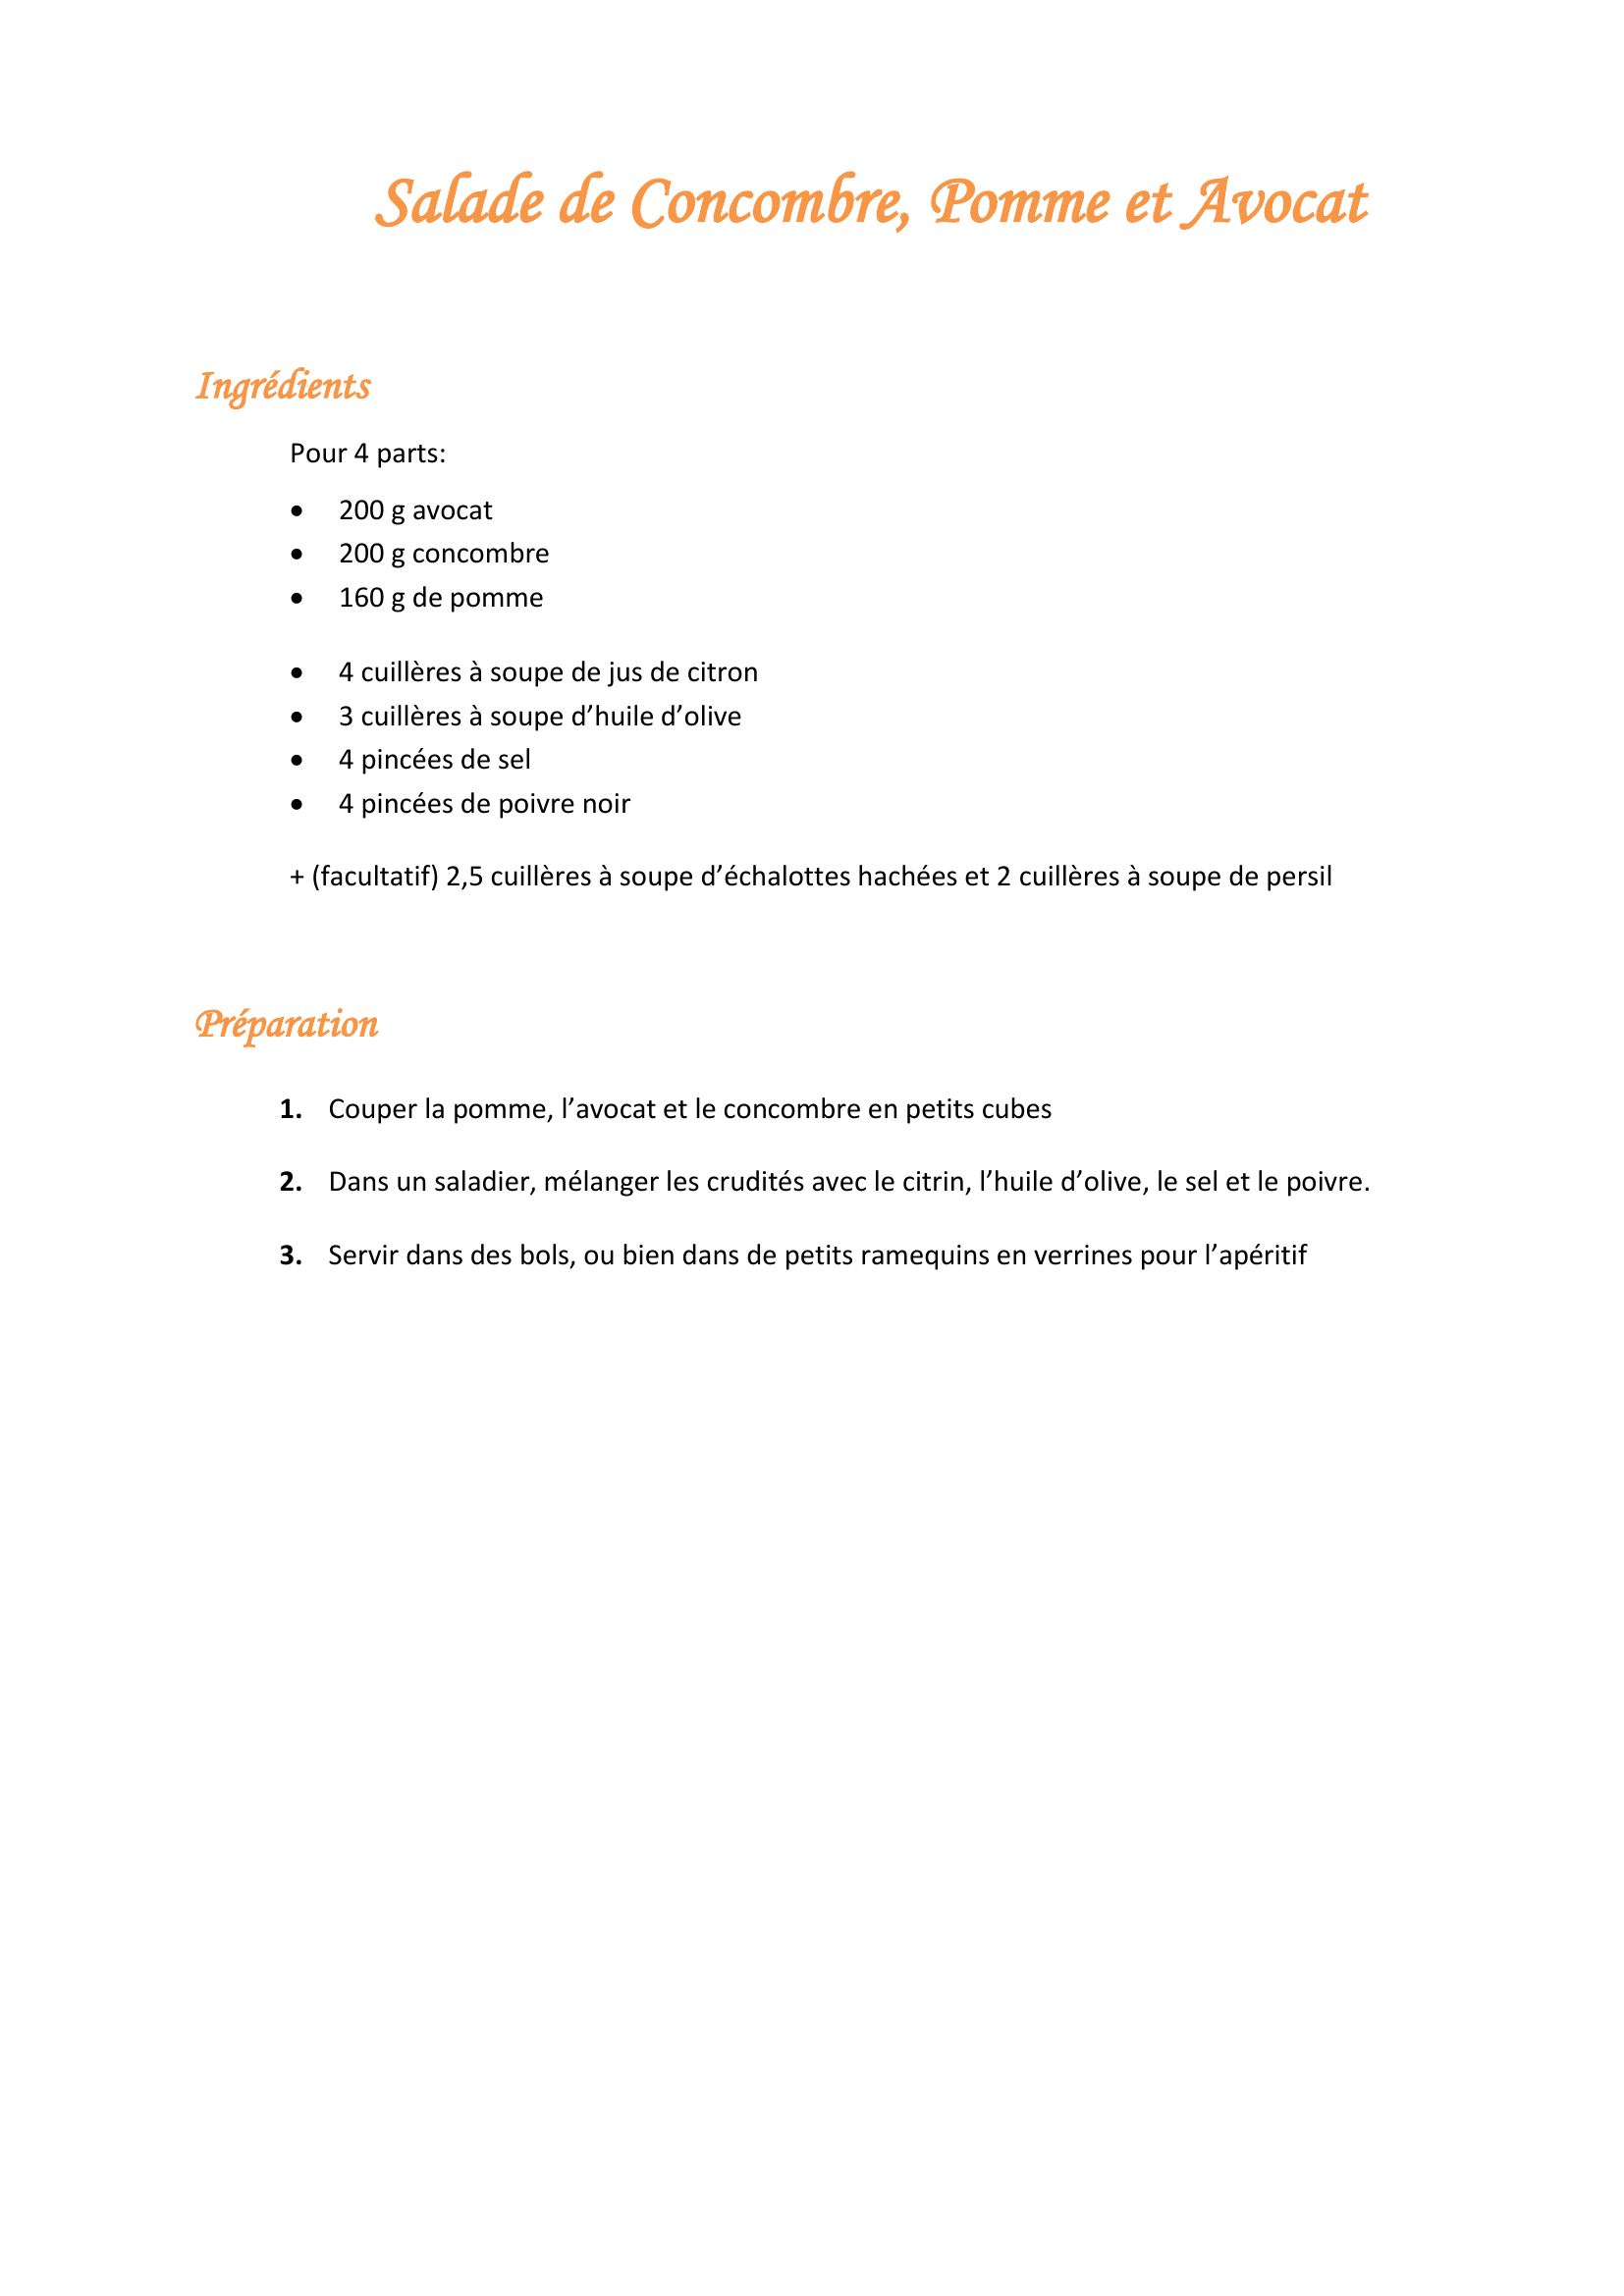 Salade de Concombre, Pomme et Avocat
Ingrédients
Pour 4 parts:
• 200 g avocat
• 200 g concombre
• 160 g de pomme
• 4 cuillères à soupe de jus de citron
• 3 cuillères à soupe d’huile d’olive
• 4 pincées de sel
• 4 pincées de poivre noir
+ (facultatif) 2,5 cuillères à soupe d’échalottes hachées et 2 cuillères à soupe de persil
Préparation
1. Couper la pomme, l’avocat et le concombre en petits cubes
2. Dans un saladier, mélanger les crudités avec le citrin, l’huile d’olive, le sel et le poivre.
3. Servir dans des bols, ou bien dans de petits ramequins en verrines pour l’apéritif